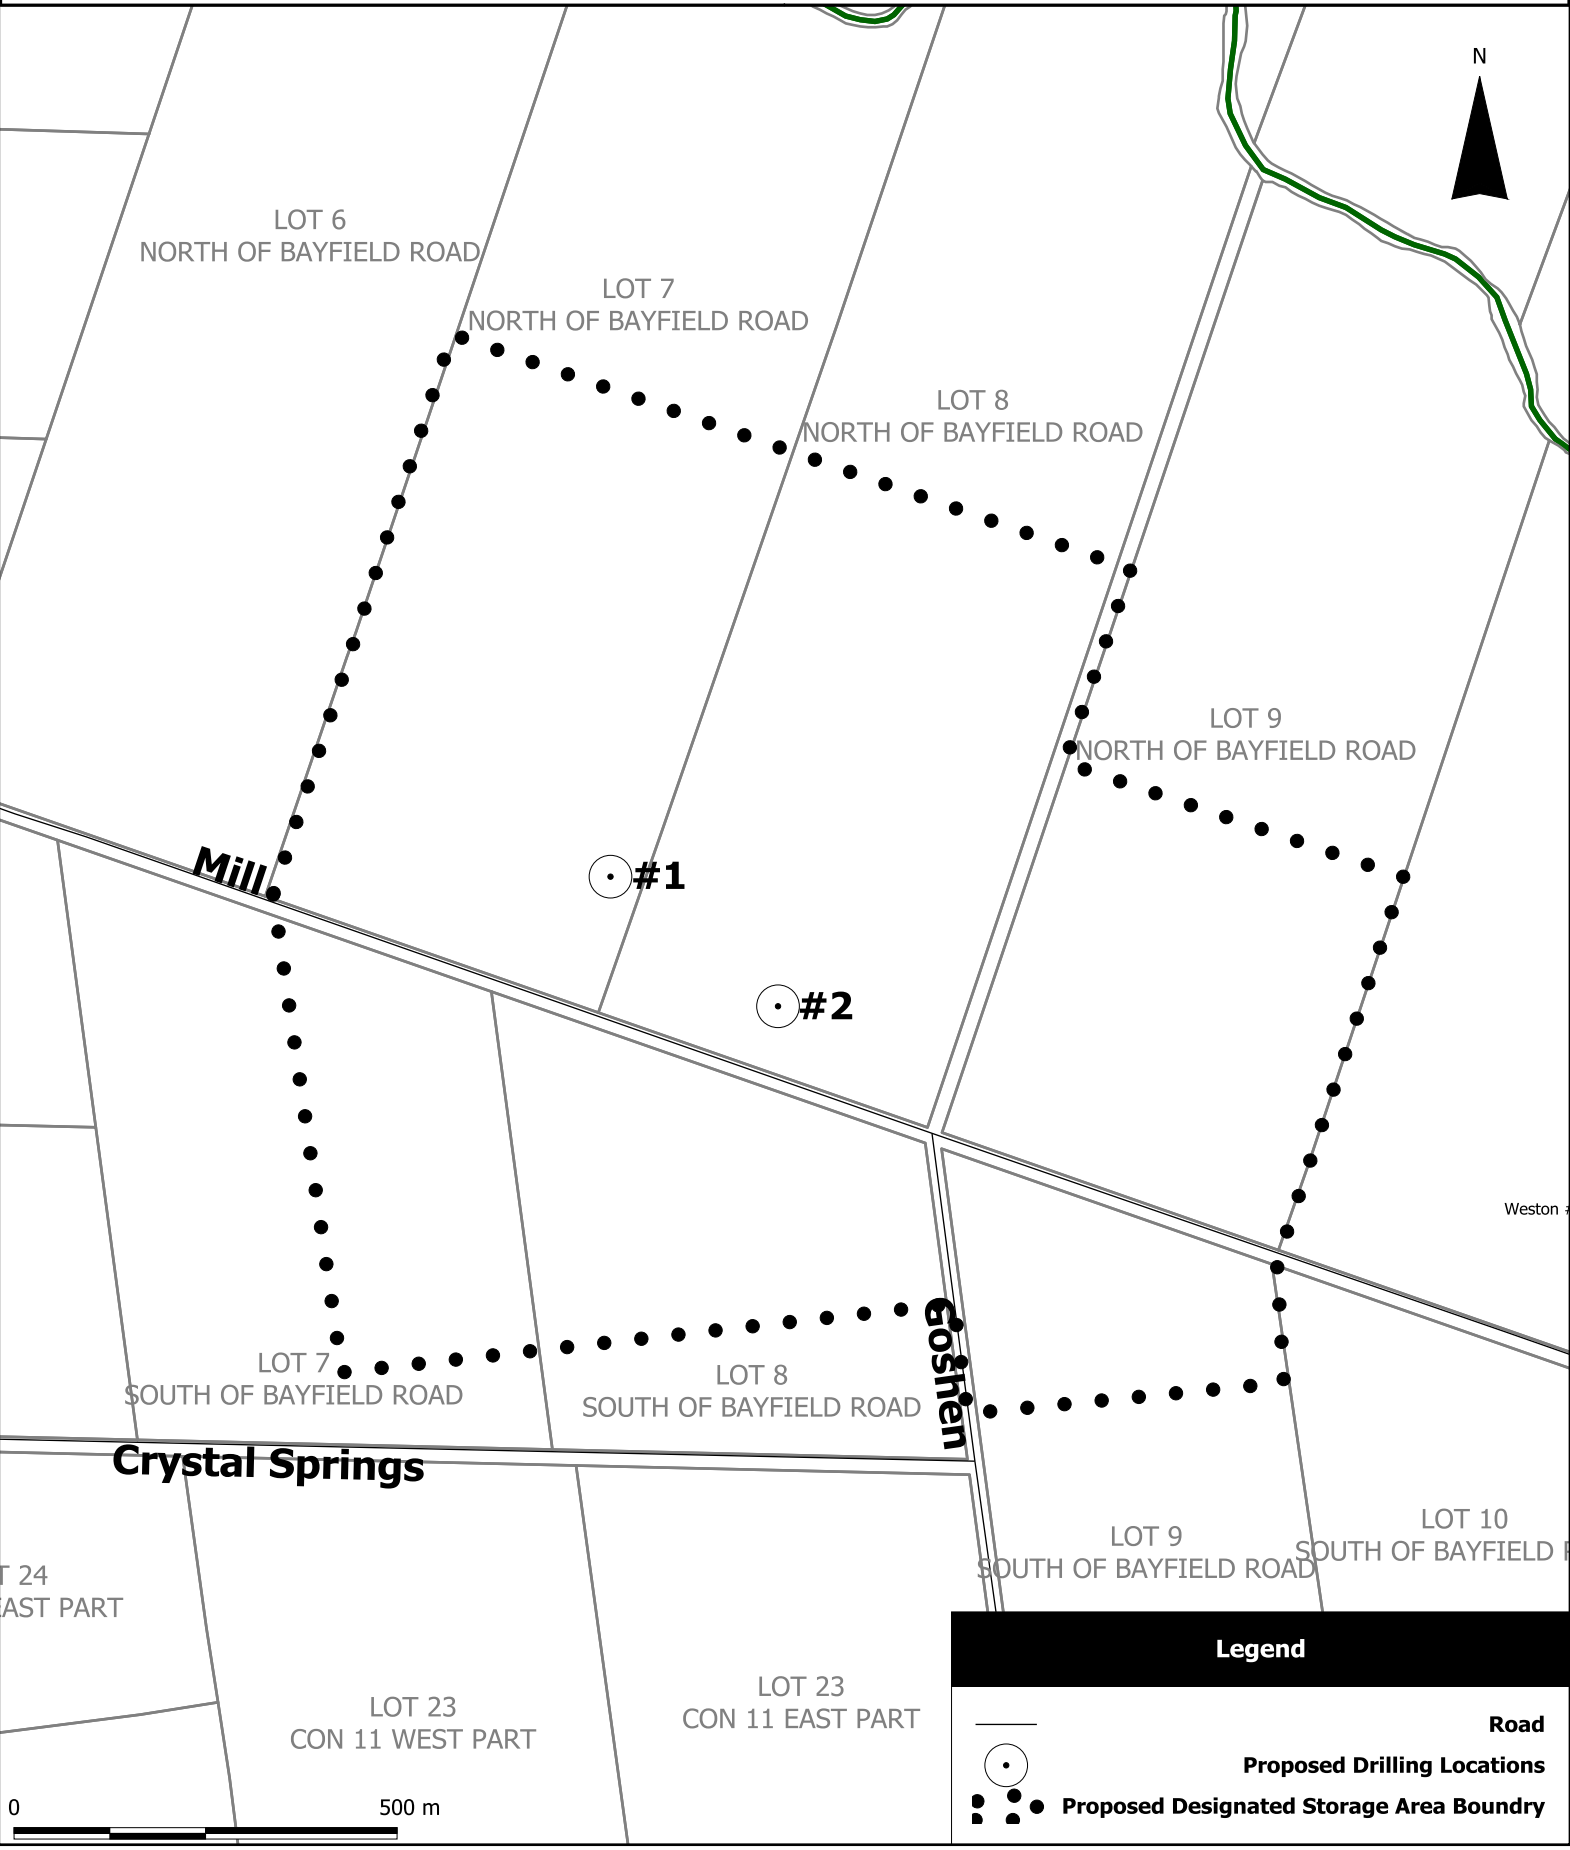 N
LOT 6
NORTH OF BAYFIELD ROAD
LOT 7
NORTH OF BAYFIELD ROAD
LOT 8
NORTH OF BAYFIELD ROAD
LOT 9
NORTH OF BAYFIELD ROAD
Mill
#1
#2
Weston #
Goshen
LOT 7
SOUTH OF BAYFIELD ROAD
LOT 8
SOUTH OF BAYFIELD ROAD
Crystal Springs
LOT 9
SOUTH OF BAYFIELD ROAD
LOT 10
SOUTH OF BAYFIELD
24
EAST PART
LOT 23
CON 11 WEST PART
LOT 23
CON 11 EAST PART
Legend
Road
Proposed Drilling Locations
Proposed Designated Storage Area Boundry
0
500 m